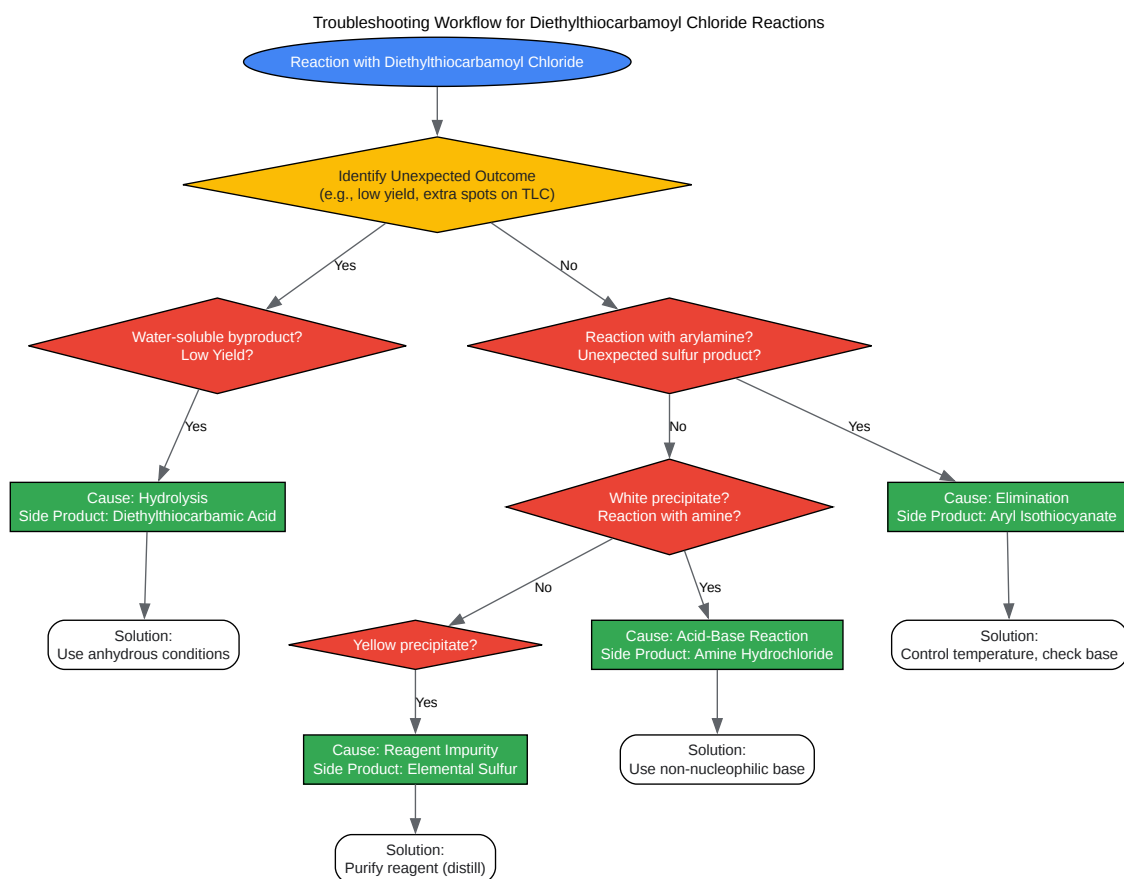 Troubleshooting Workflow for Diethylthiocarbamoyl Chloride Reactions
Reaction with Diethylthiocarbamoyl Chloride
Identify Unexpected Outcome
(e.g., low yield, extra spots on TLC)
Yes
No
Water-soluble byproduct?
Low Yield?
Reaction with arylamine?
Unexpected sulfur product?
Yes
No
Yes
Cause: Hydrolysis
Side Product: Diethylthiocarbamic Acid
White precipitate?
Reaction with amine?
Cause: Elimination
Side Product: Aryl Isothiocyanate
No
Yes
Solution:
Use anhydrous conditions
Yellow precipitate?
Cause: Acid-Base Reaction
Side Product: Amine Hydrochloride
Solution:
Control temperature, check base
Yes
Cause: Reagent Impurity
Side Product: Elemental Sulfur
Solution:
Use non-nucleophilic base
Solution:
Purify reagent (distill)